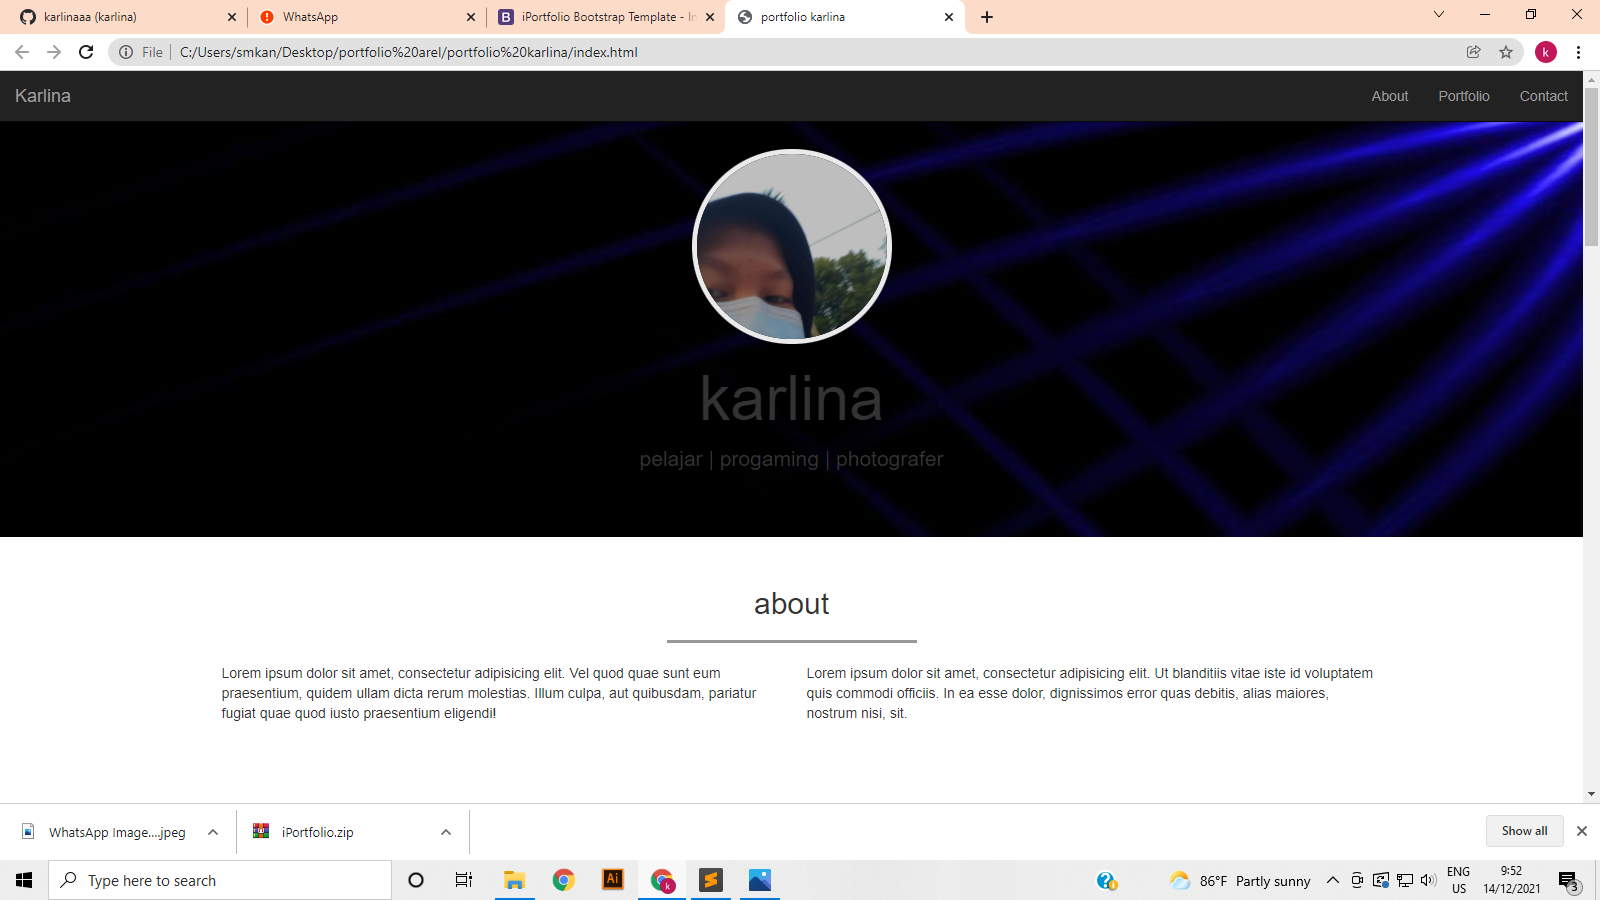 karlinaaa (karlina)
WhatsApp
iPortfolio Bootstrap Template - In
portfolio karlina
File
C:/Users/smkan/Desktop/portfolio%20arel/portfolio%20karlina/index.html
k
Karlina
About
Portfolio
Contact
karlina
pelajar | progaming | photografer
about
Lorem ipsum dolor sit amet, consectetur adipisicing elit. Vel quod quae sunt eum
praesentium, quidem ullam dicta rerum molestias. Illum culpa, aut quibusdam, pariatur
fugiat quae quod iusto praesentium eligendi!
Lorem ipsum dolor sit amet, consectetur adipisicing elit. Ut blanditiis vitae iste id voluptatem
quis commodi officiis. In ea esse dolor, dignissimos error quas debitis, alias maiores,
nostrum nisi, sit.
WhatsApp Image....jpeg
iPortfolio.zip
Show all
Type here to search
Ai
k
86°F Partly sunny
ENG
US
9:52
14/12/2021
3